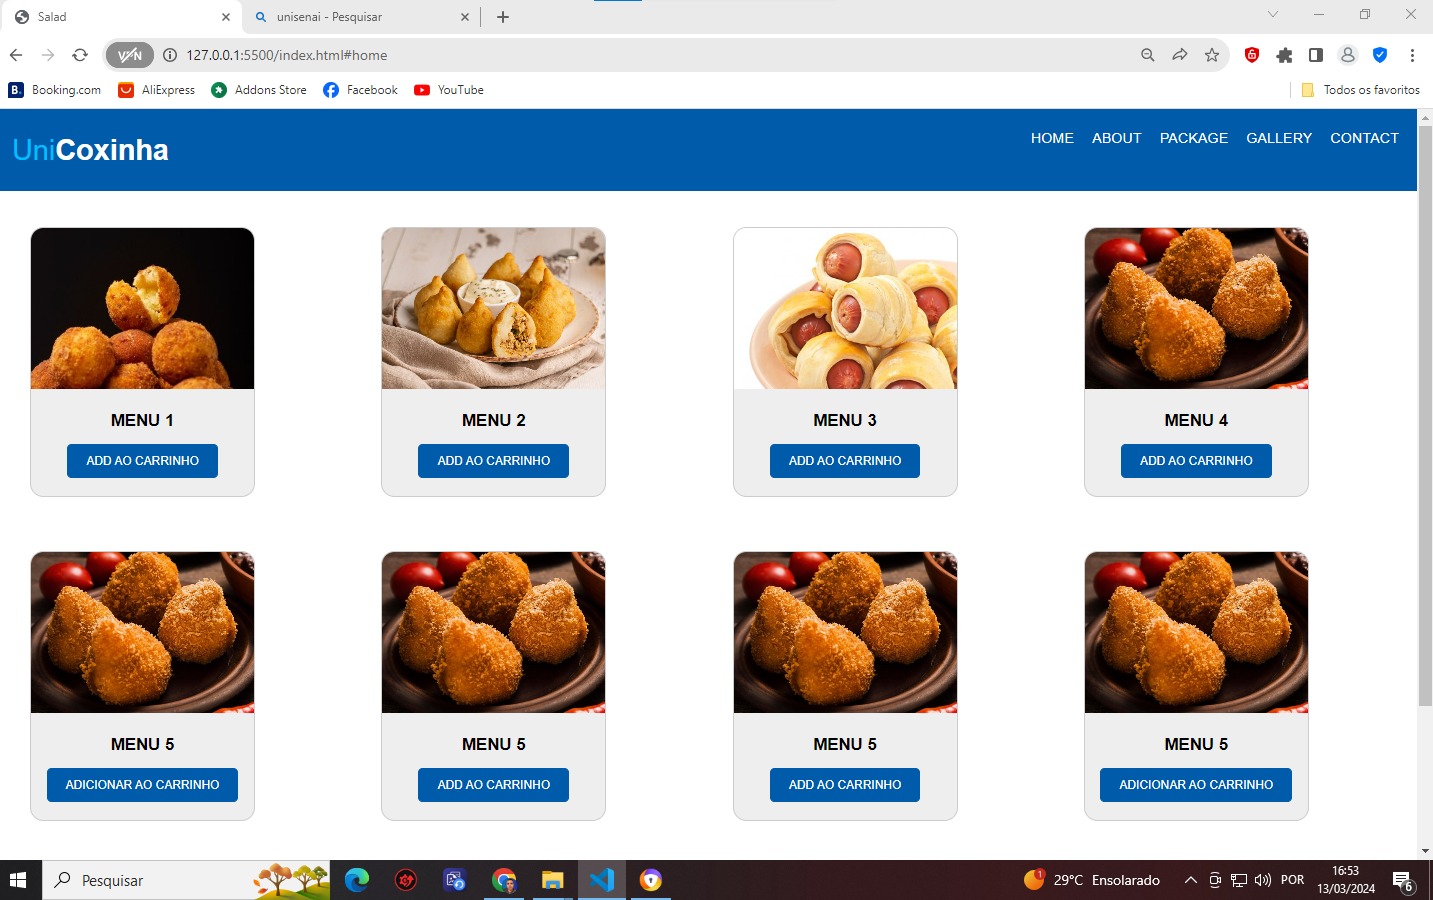 Salad
unisenai - Pesquisar
VPN
127.0.0.1:5500/index.html#home
B. Booking.com
AliExpress
Addons Store
Facebook
YouTube
Todos os favoritos
UniCoxinha
HOME ABOUT PACKAGE GALLERY CONTACT
MENU 1
ADD AO CARRINHO
MENU 2
ADD AO CARRINHO
MENU 3
ADD AO CARRINHO
MENU 4
ADD AO CARRINHO
MENU 5
ADICIONAR AO CARRINHO
MENU 5
ADD AO CARRINHO
MENU 5
ADD AO CARRINHO
MENU 5
ADICIONAR AO CARRINHO
Pesquisar
1
29°C Ensolarado
POR
16:53
13/03/2024
6